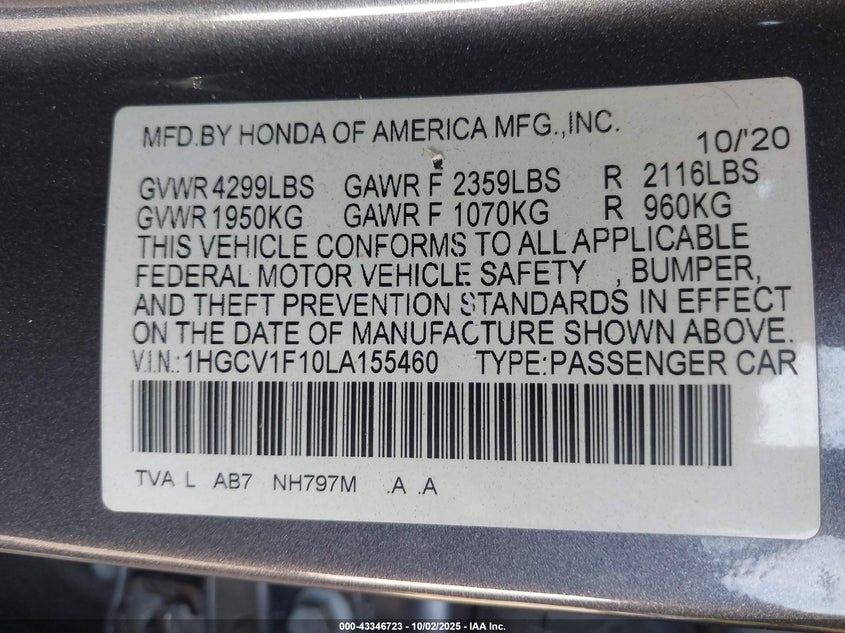 MFD.BY HONDA OF AMERICA MFG.,INC. 10/'20
GVWR 4299LBS GAWR F 2359LBS R 2116LBS
GVWR 1950KG GAWR F 1070KG R 960KG
THIS VEHICLE CONFORMS TO ALL APPLICABLE
FEDERAL MOTOR VEHICLE SAFETY , BUMPER,
AND THEFT PREVENTION STANDARDS IN EFFECT
ON THE DATE OF MANUFACTURE SHOWN ABOVE.
V.I.N.:1HGCV1F10LA155460 TYPE:PASSENGER CAR
TVA L AB7 NH797M .A .A
000-43346723 - 10/02/2025 - IAA Inc.